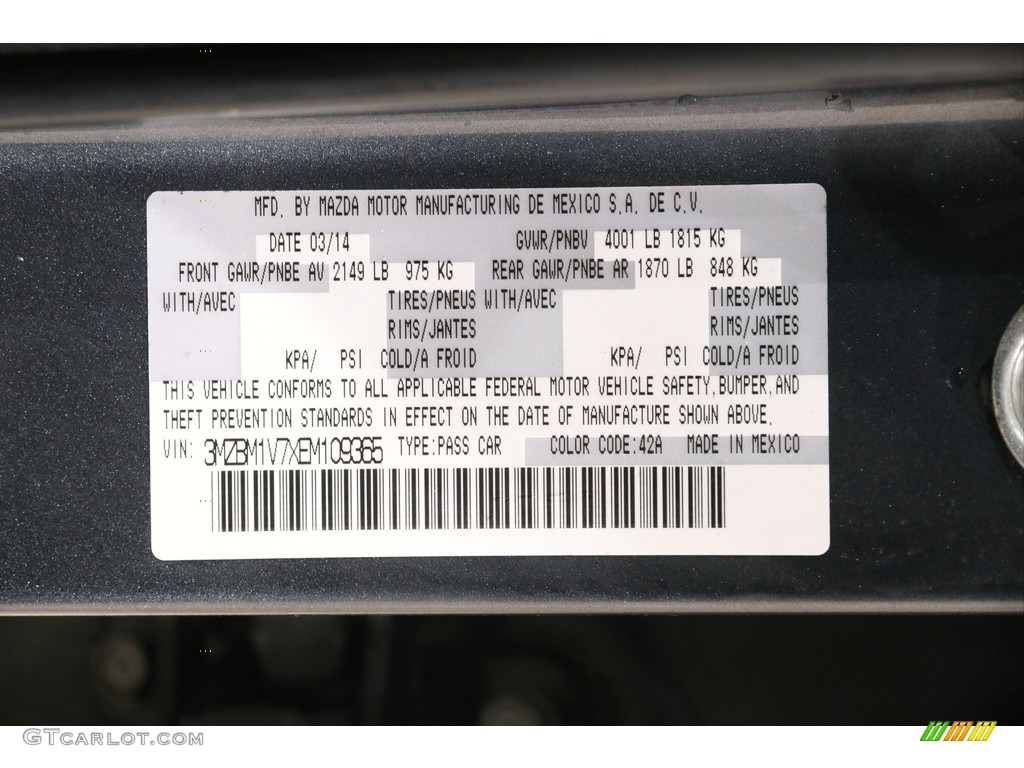 MFD. BY MAZDA MOTOR MANUFACTURING DE MEXICO S.A. DE C.V.
DATE 03/14 GVWR/PNBV 4001 LB 1815 KG
FRONT GAWR/PNBE AV 2149 LB 975 KG REAR GAWR/PNBE AR 1870 LB 848 KG
WITH/AVEC TIRES/PNEUS WITH/AVEC TIRES/PNEUS
RIMS/JANTES RIMS/JANTES
KPA/ PSI COLD/A FROID KPA/ PSI COLD/A FROID
THIS VEHICLE CONFORMS TO ALL APPLICABLE FEDERAL MOTOR VEHICLE SAFETY,BUMPER,AND
THEFT PREVENTION STANDARDS IN EFFECT ON THE DATE OF MANUFACTURE SHOWN ABOVE.
VIN: 3MZBM1V7XEM109365 TYPE:PASS CAR COLOR CODE:42A MADE IN MEXICO
GTCARLOT.COM